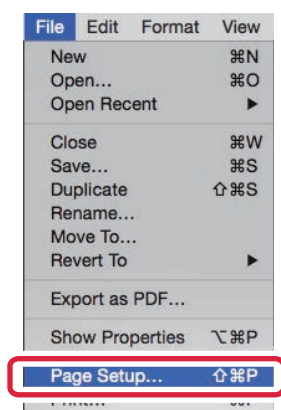 File Edit Format View
New ⌘N
Open... ⌘O
Open Recent ▶
Close ⌘W
Save... ⌘S
Duplicate ⇧⌘S
Rename...
Move To...
Revert To ▶
Export as PDF...
Show Properties ⌥⌘P
Page Setup... ⇧⌘P